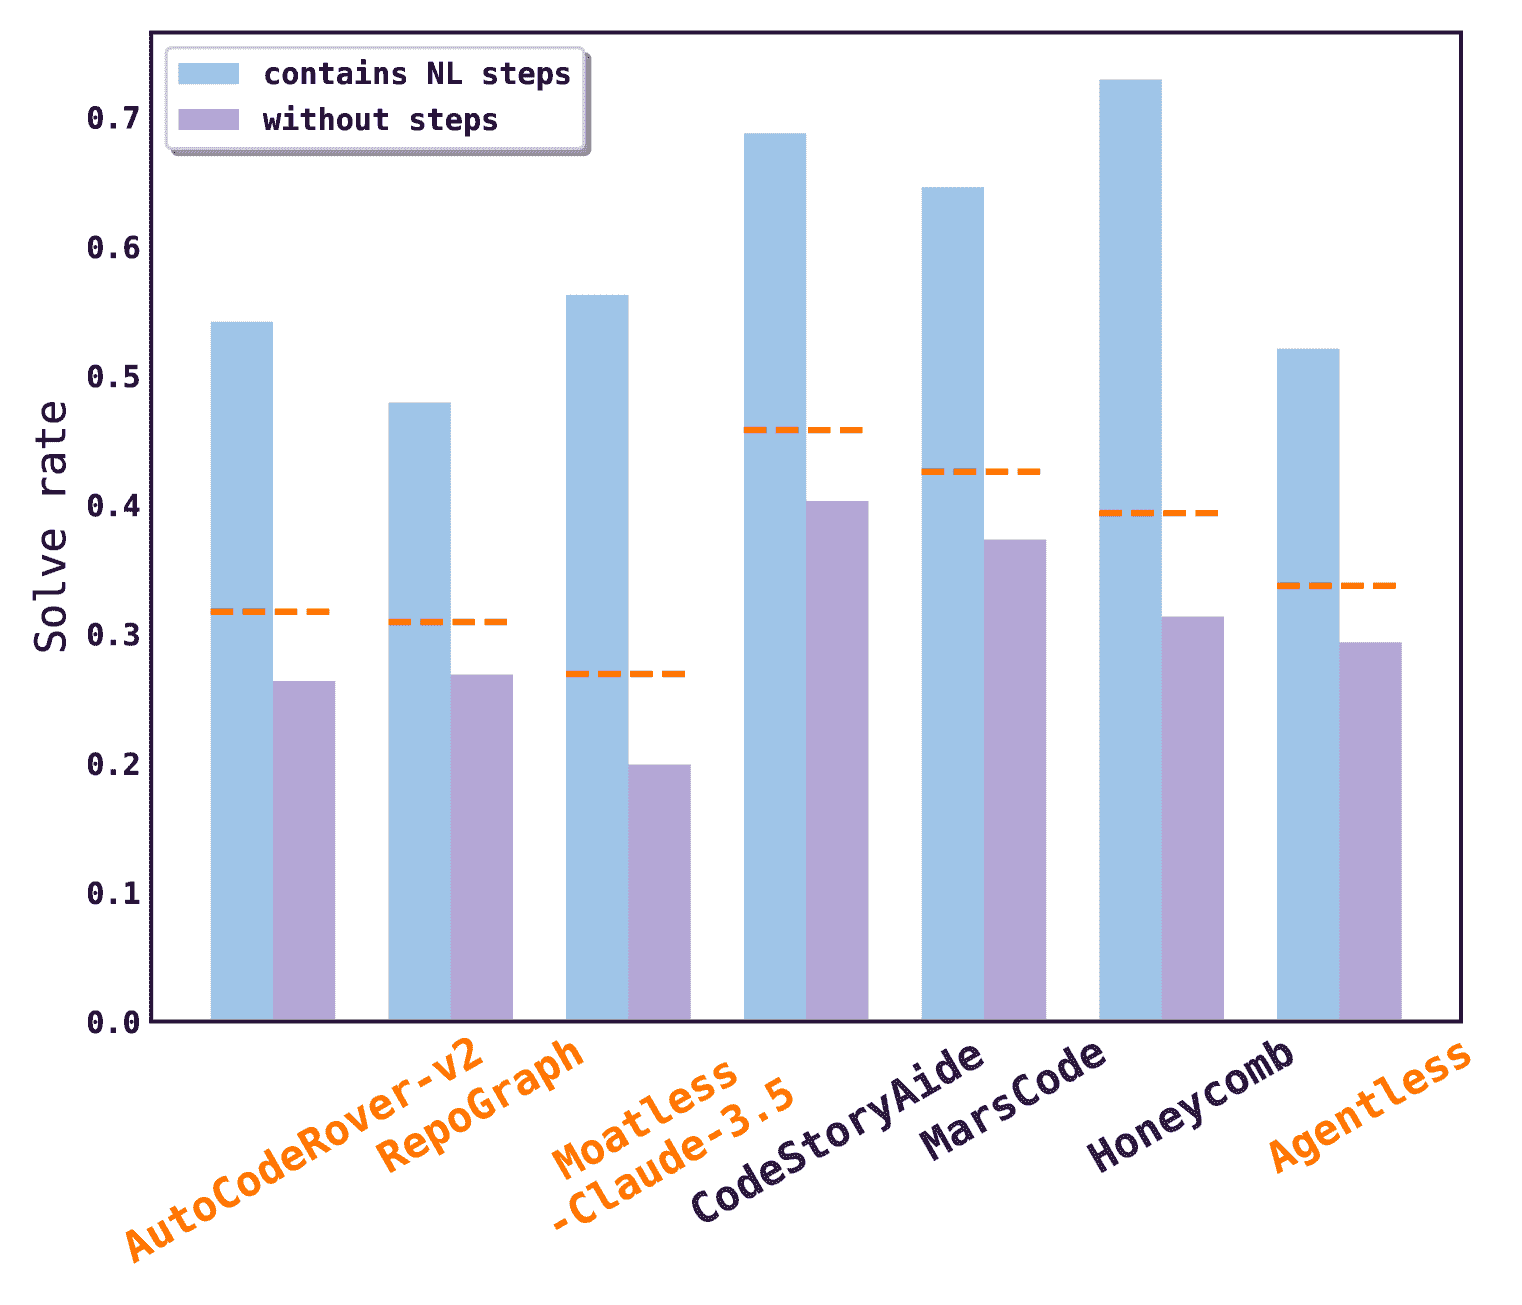 contains NL steps
without steps
Solve rate
0.7
0.6
0.5
0.4
0.3
0.2
0.1
0.0
AutoCodeRover-v2
RepoGraph
Moatless
-Claude-3.5
CodeStoryAide
MarsCode
Honeycomb
Agentless